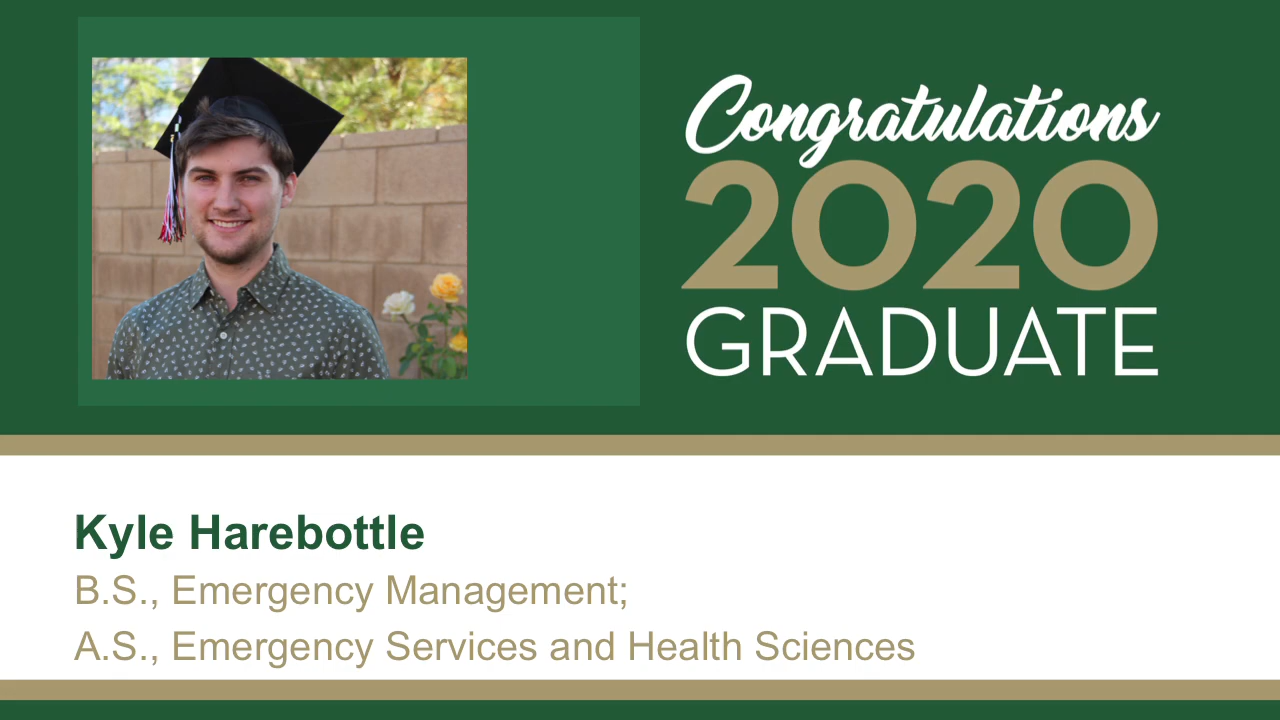 Congratulations
2020
GRADUATE
Kyle Harebottle
B.S., Emergency Management;
A.S., Emergency Services and Health Sciences